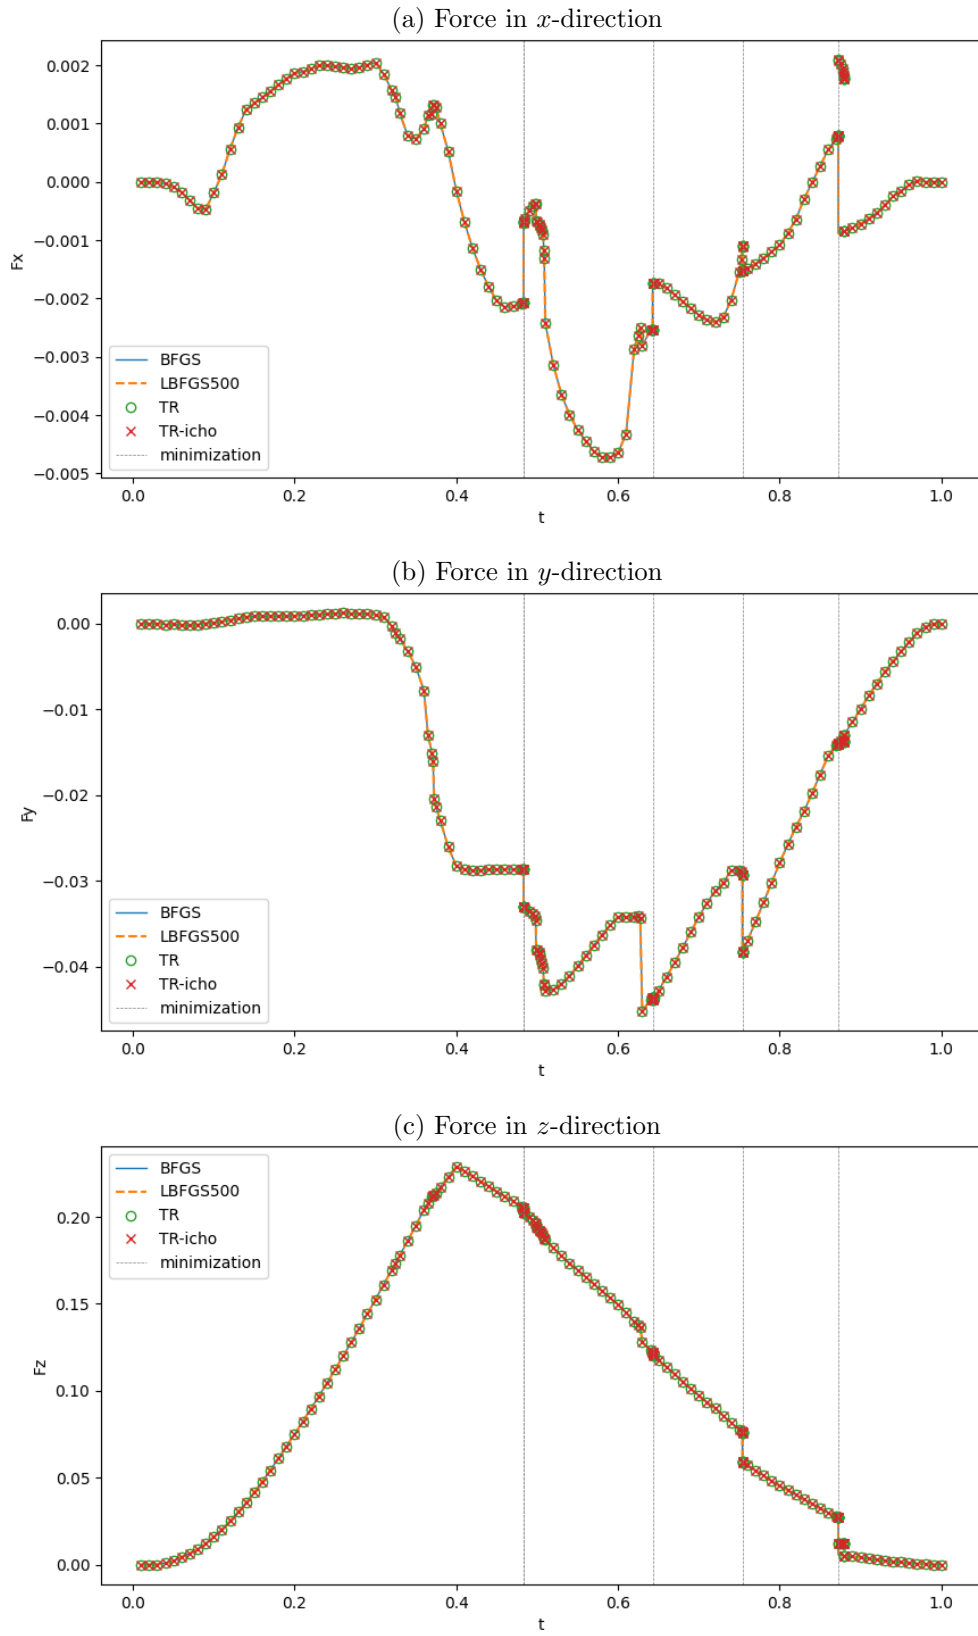 (a) Force in x-direction
0.002
0.001
0.000
−0.001
−0.002
−0.003
−0.004
−0.005
Fx
BFGS
LBFGS500
TR
TR-icho
minimization
0.0 0.2 0.4 0.6 0.8 1.0
t
(b) Force in y-direction
0.00
−0.01
−0.02
−0.03
−0.04
Fy
BFGS
LBFGS500
TR
TR-icho
minimization
0.0 0.2 0.4 0.6 0.8 1.0
t
(c) Force in z-direction
BFGS
LBFGS500
TR
TR-icho
minimization
0.20
0.15
0.10
0.05
0.00
Fz
0.0 0.2 0.4 0.6 0.8 1.0
t